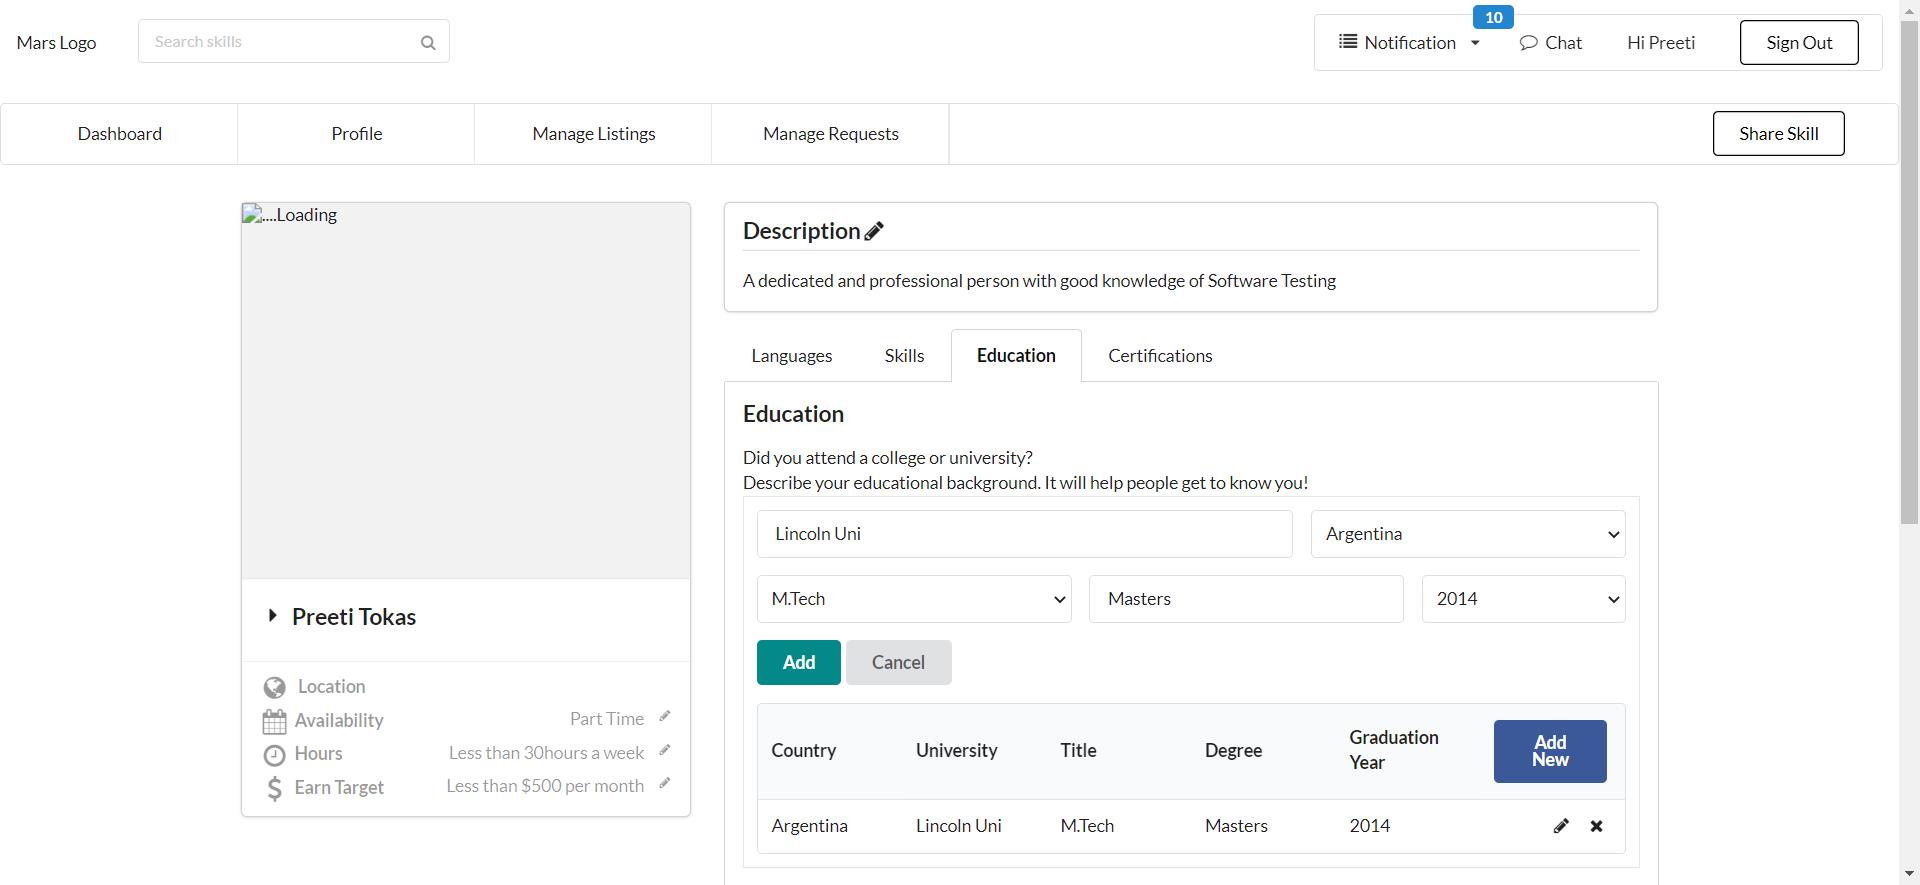 Mars Logo
Search skills
Notification
10
Chat
Hi Preeti
Sign Out
Dashboard
Profile
Manage Listings
Manage Requests
Share Skill
....Loading
Preeti Tokas
Location
Availability
Part Time
Hours
Less than 30hours a week
Earn Target
Less than $500 per month
Description
A dedicated and professional person with good knowledge of Software Testing
Languages
Skills
Education
Certifications
Education
Did you attend a college or university?
Describe your educational background. It will help people get to know you!
Lincoln Uni
Argentina
M.Tech
Masters
2014
Add
Cancel
Country
University
Title
Degree
Graduation
Year
Add
New
Argentina
Lincoln Uni
M.Tech
Masters
2014